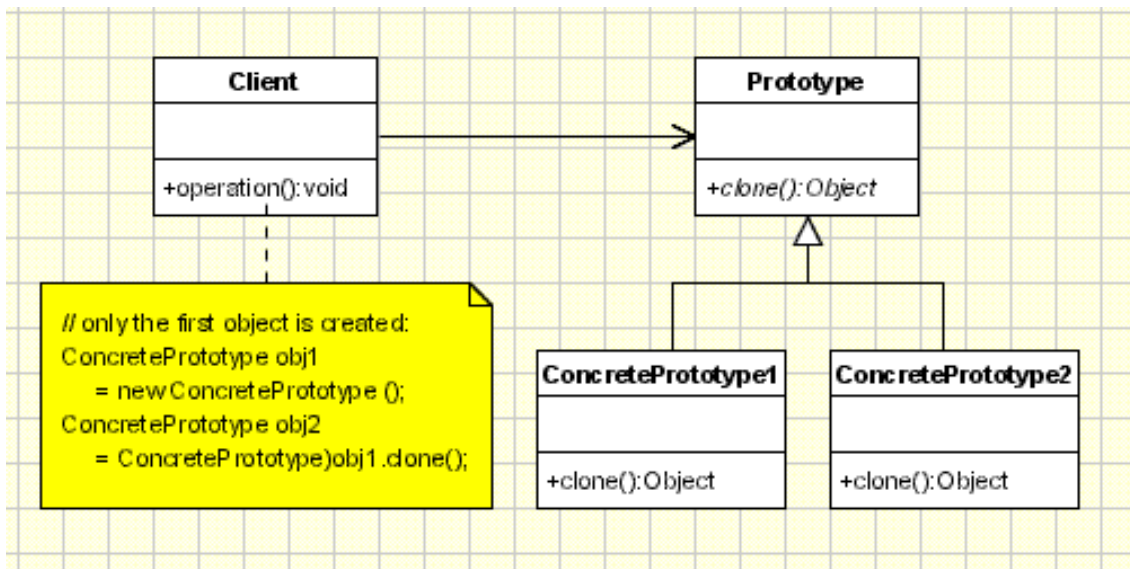 Client
+operation():void
Prototype
+clone():Object
// only the first object is created:
ConcretePrototype obj1
= new ConcretePrototype ();
ConcretePrototype obj2
= ConcretePrototype)obj1.clone();
ConcretePrototype1
+clone():Object
ConcretePrototype2
+clone():Object